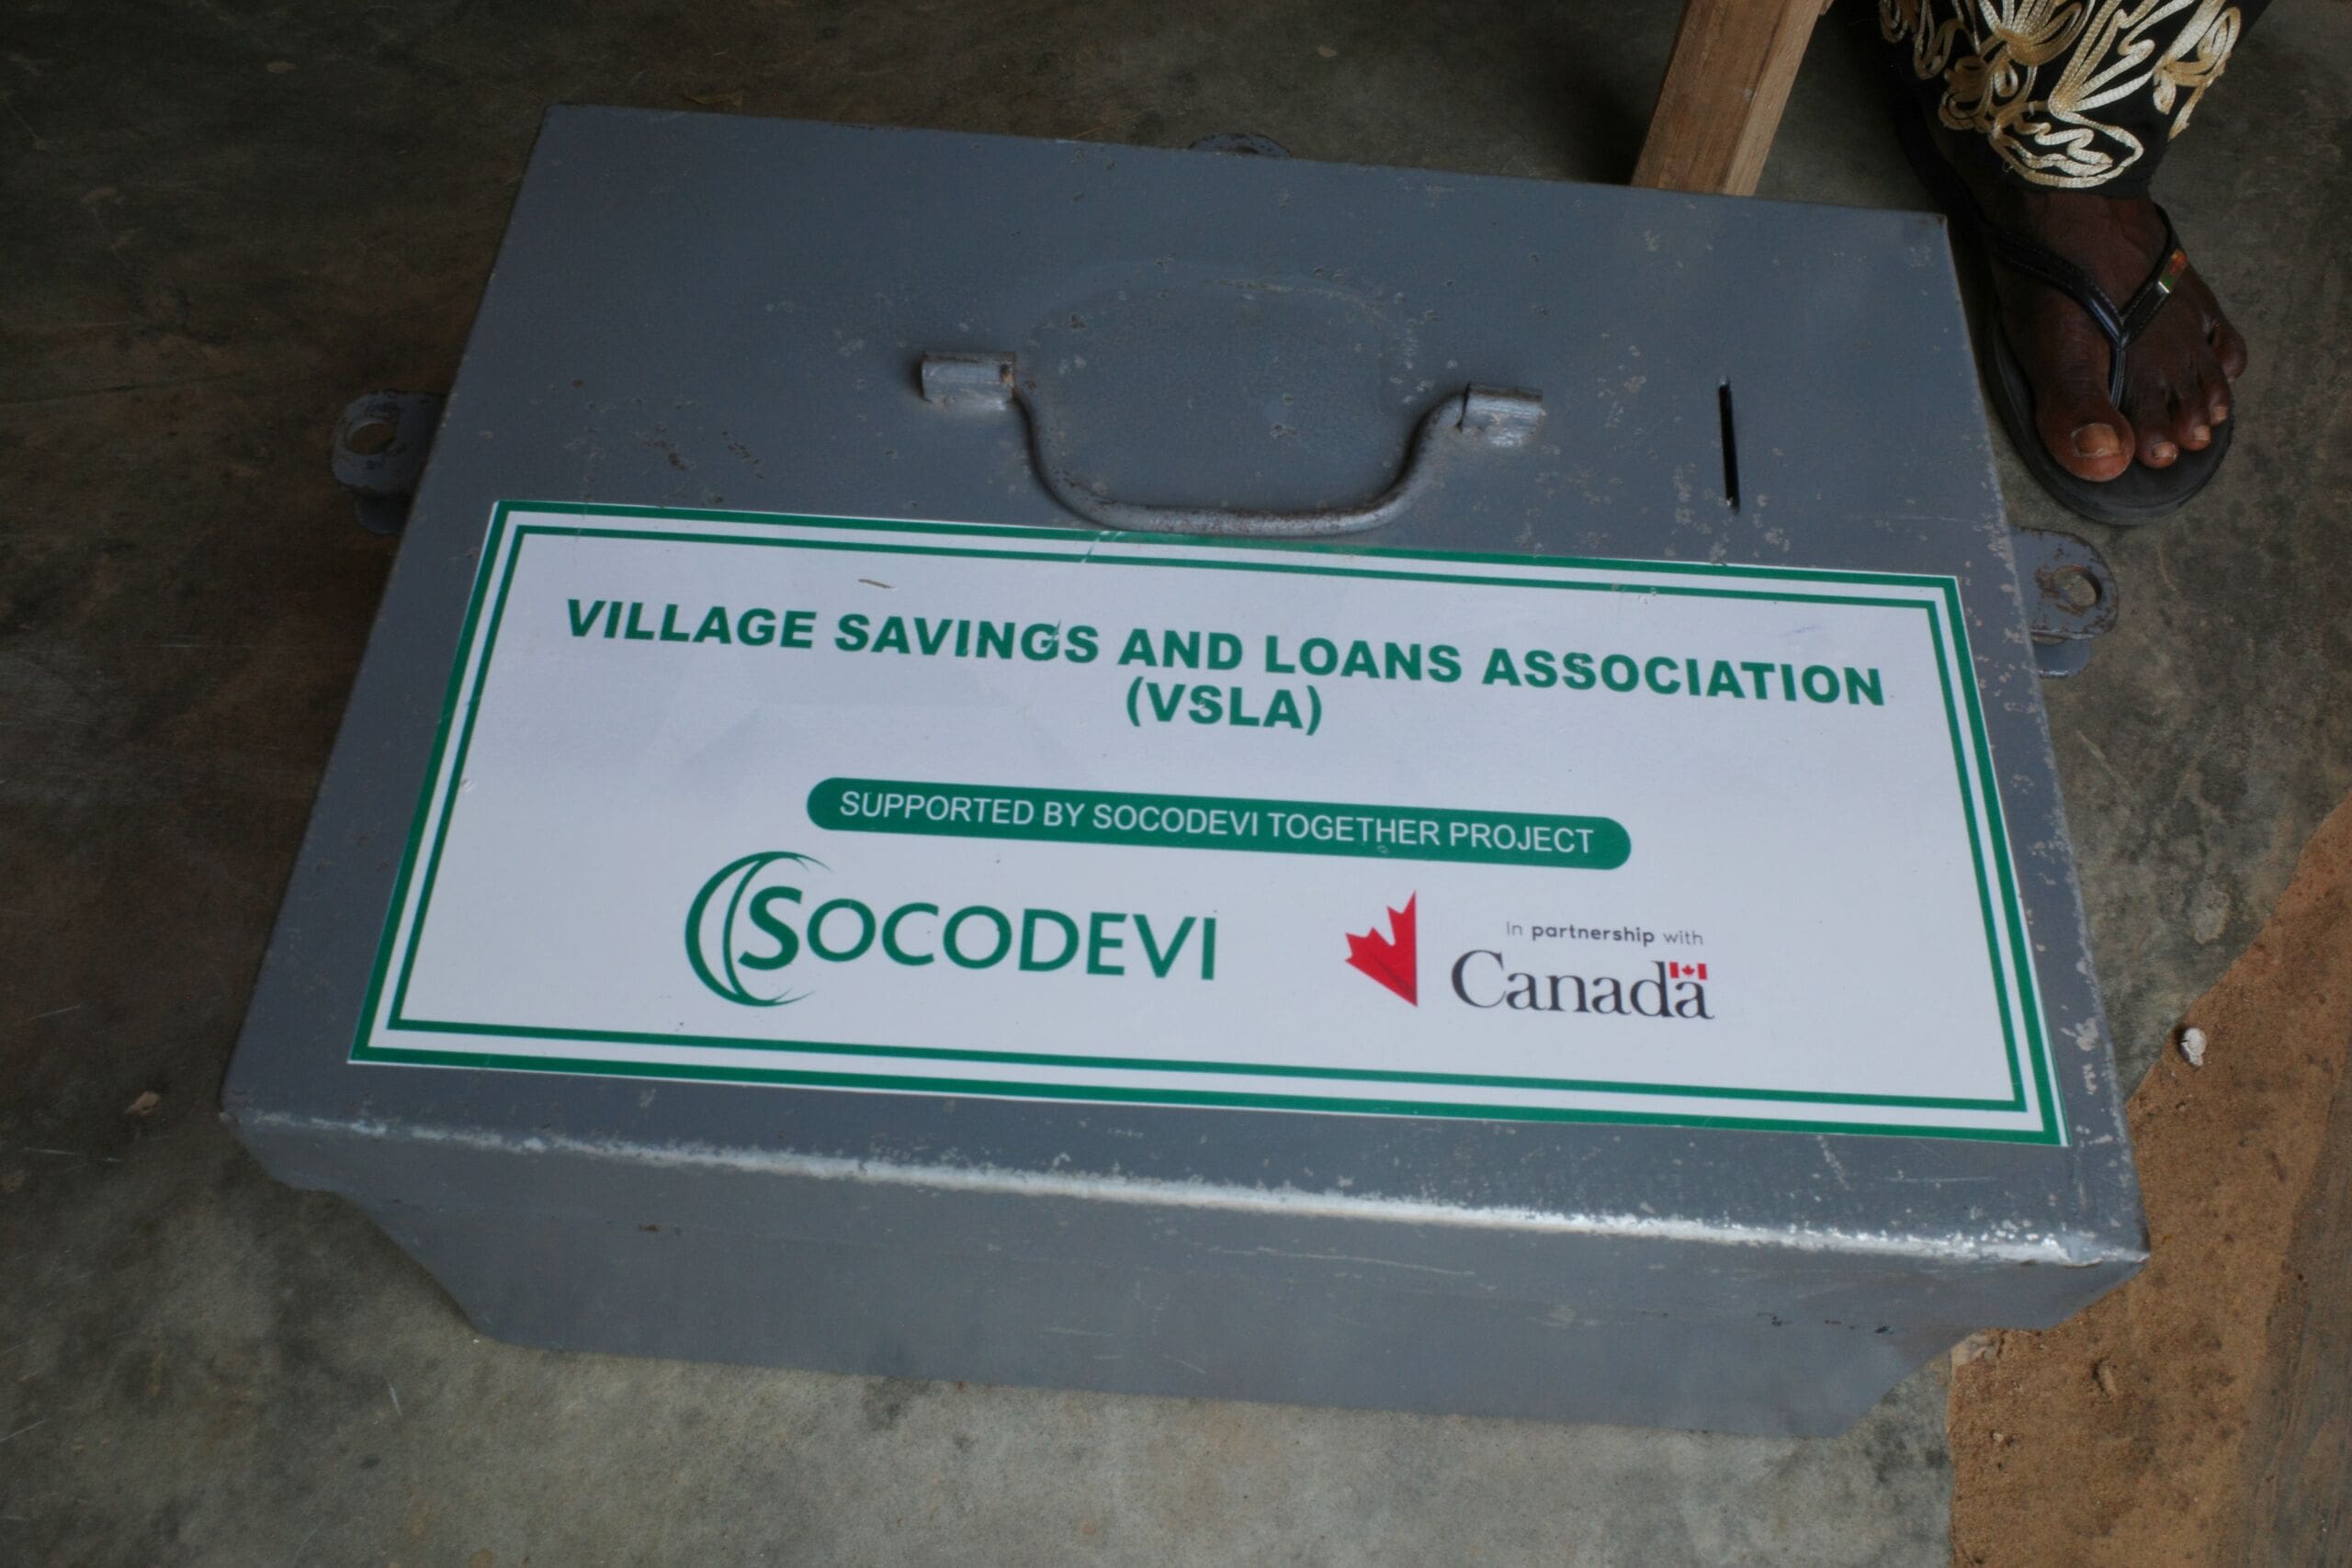 VILLAGE SAVINGS AND LOANS ASSOCIATION
(VSLA)
SUPPORTED BY SOCODEVI TOGETHER PROJECT
SOCODEVI
In partnership with
Canada